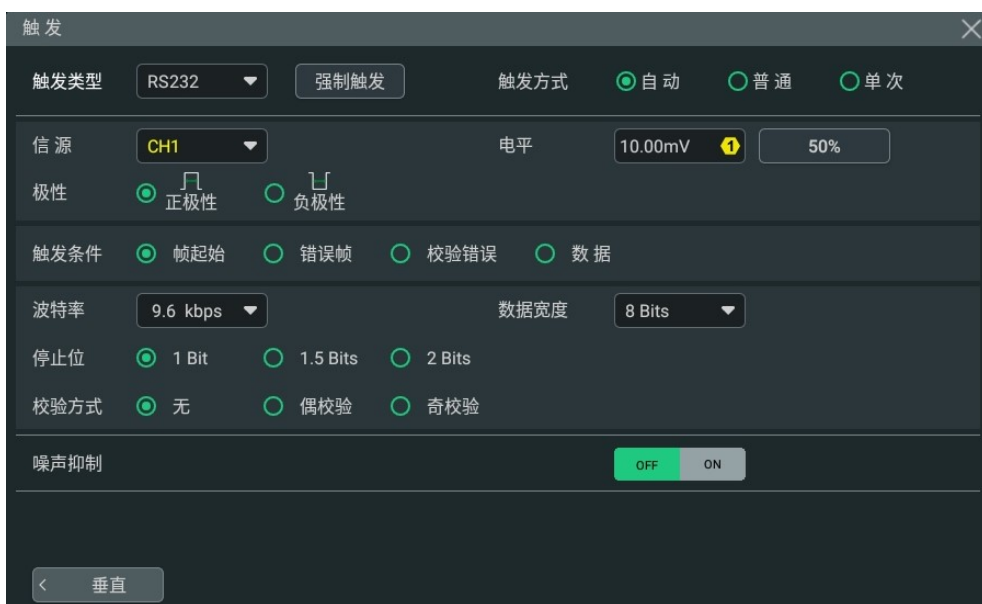 触发
触发类型 RS232 强制触发 触发方式 自动 普通 单次
信源 CH1 电平 10.00mV 1 50%
极性 正极性 负极性
触发条件 帧起始 错误帧 校验错误 数据
波特率 9.6 kbps 数据宽度 8 Bits
停止位 1 Bit 1.5 Bits 2 Bits
校验方式 无 偶校验 奇校验
噪声抑制 OFF ON
垂直